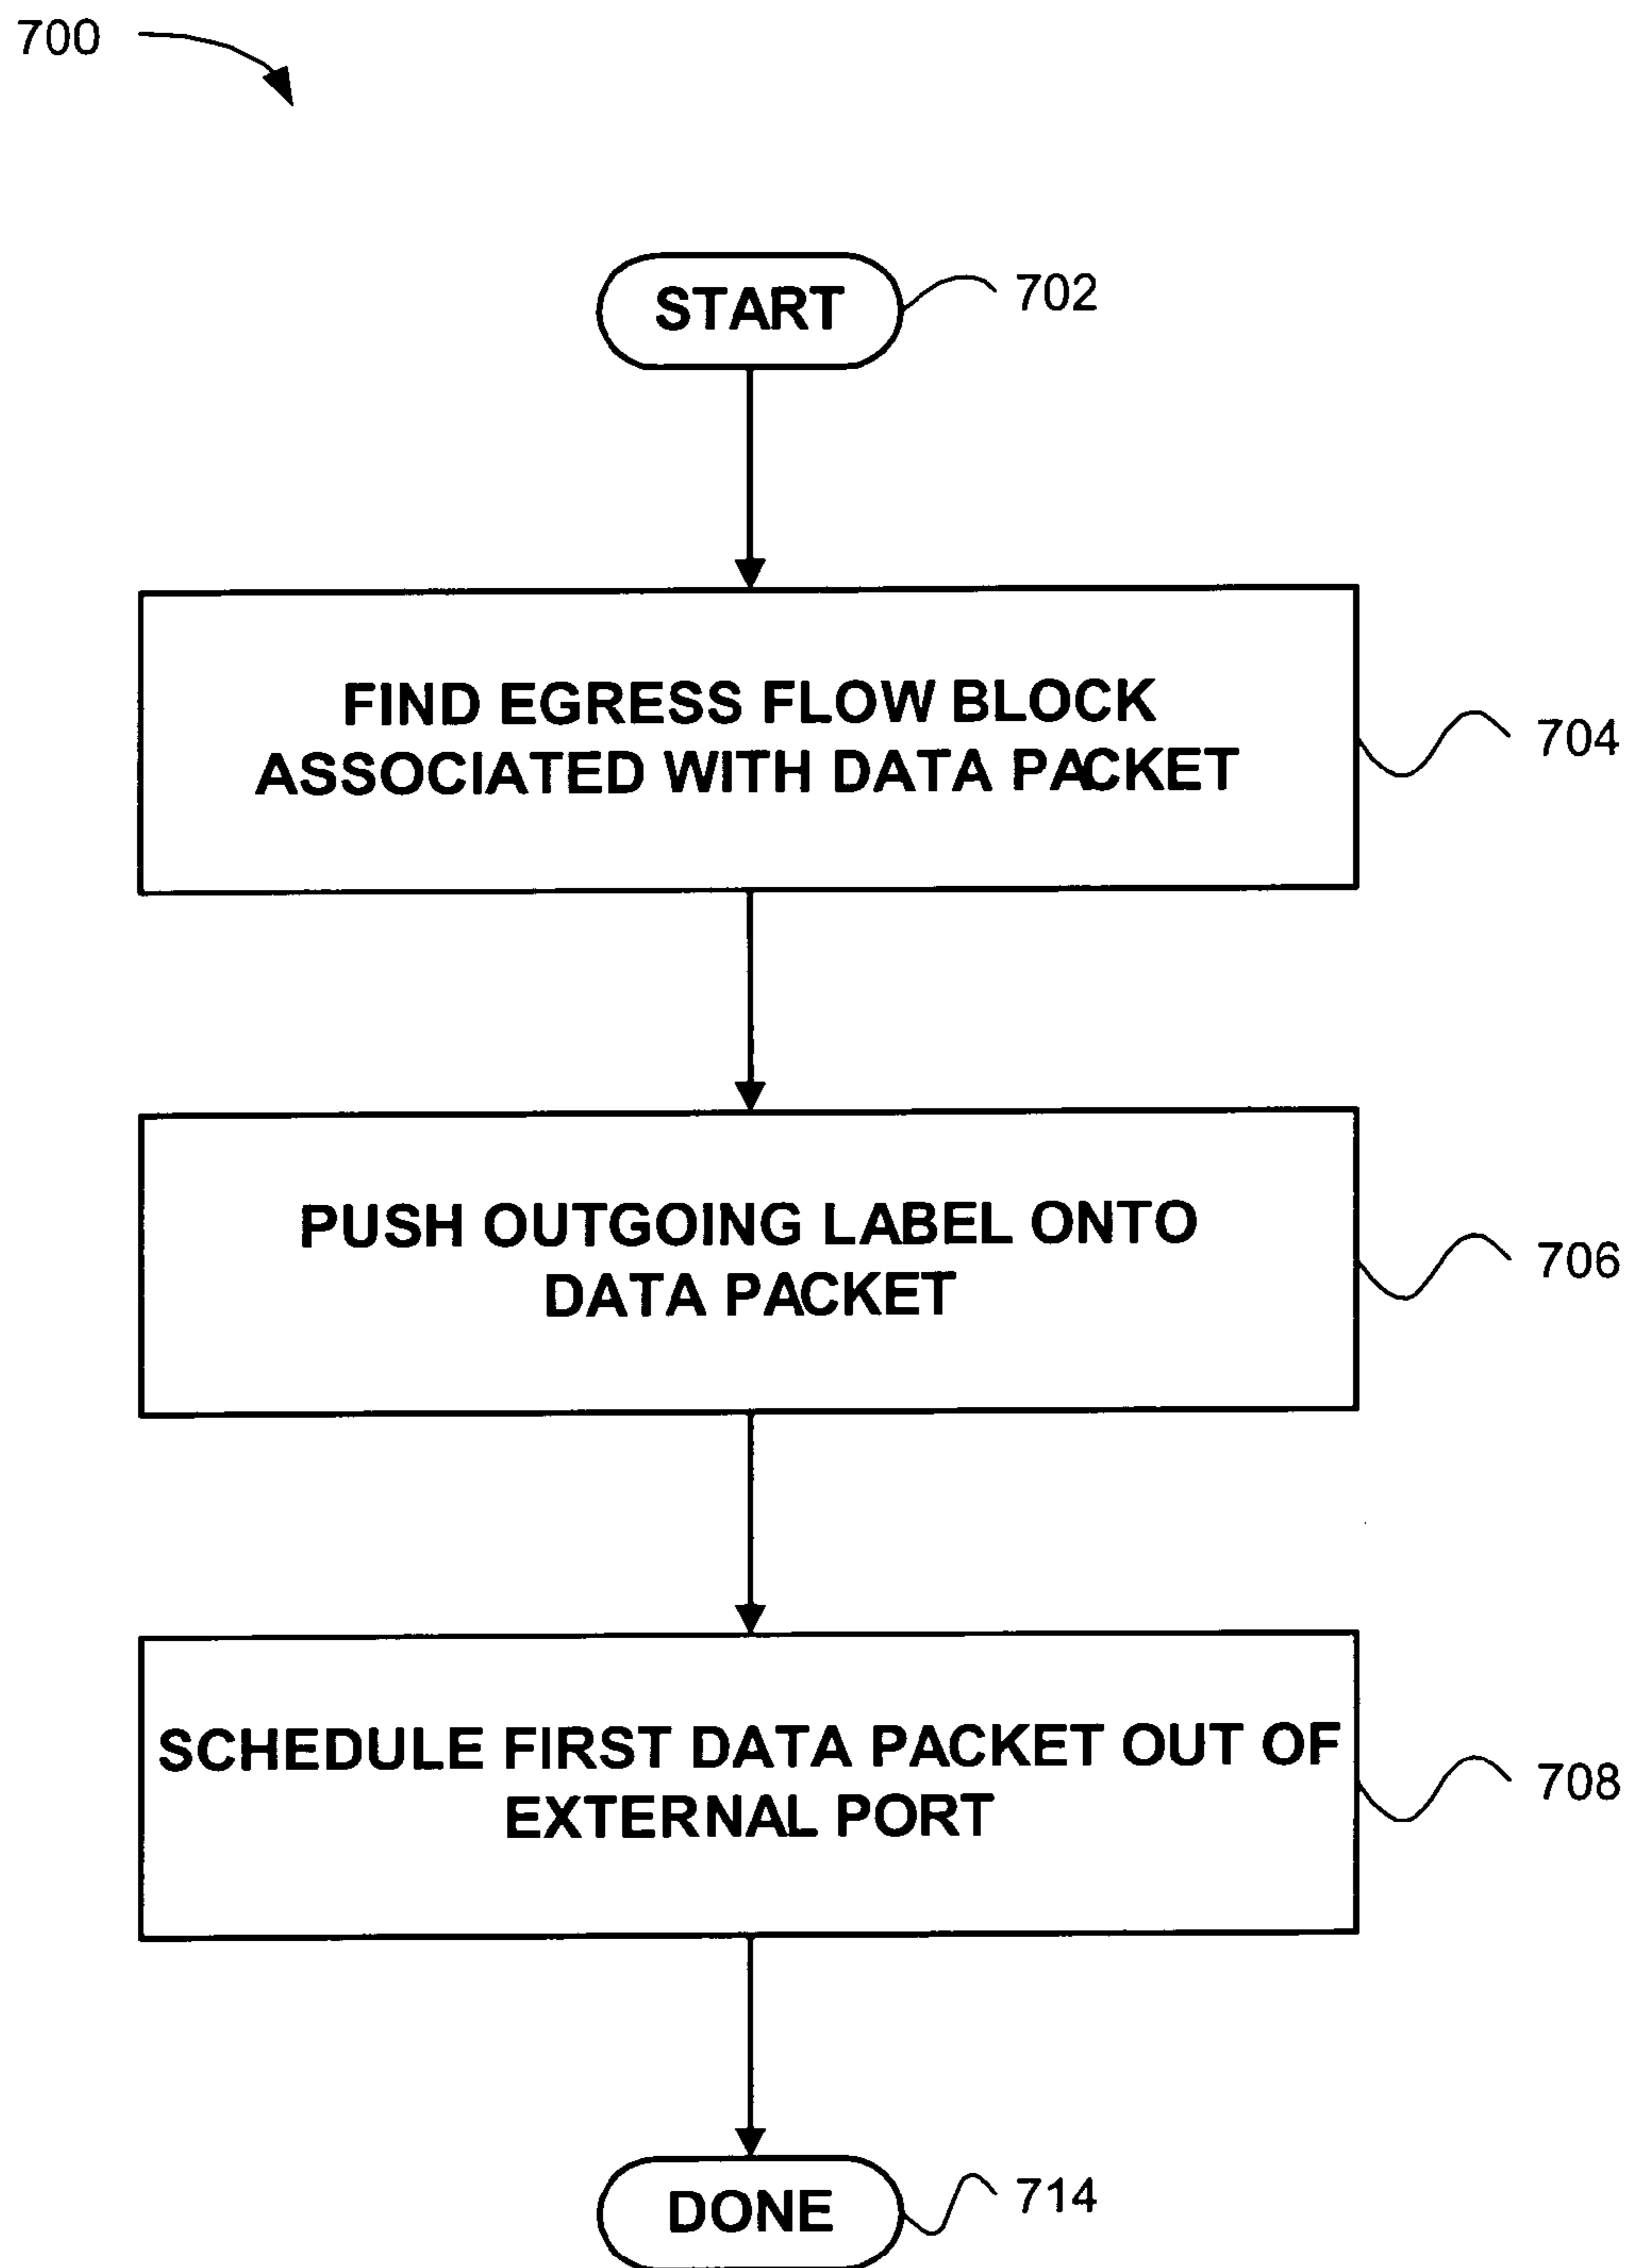 700
START
702
FIND EGRESS FLOW BLOCK
ASSOCIATED WITH DATA PACKET
704
PUSH OUTGOING LABEL ONTO
DATA PACKET
706
SCHEDULE FIRST DATA PACKET OUT OF
EXTERNAL PORT
708
DONE
714